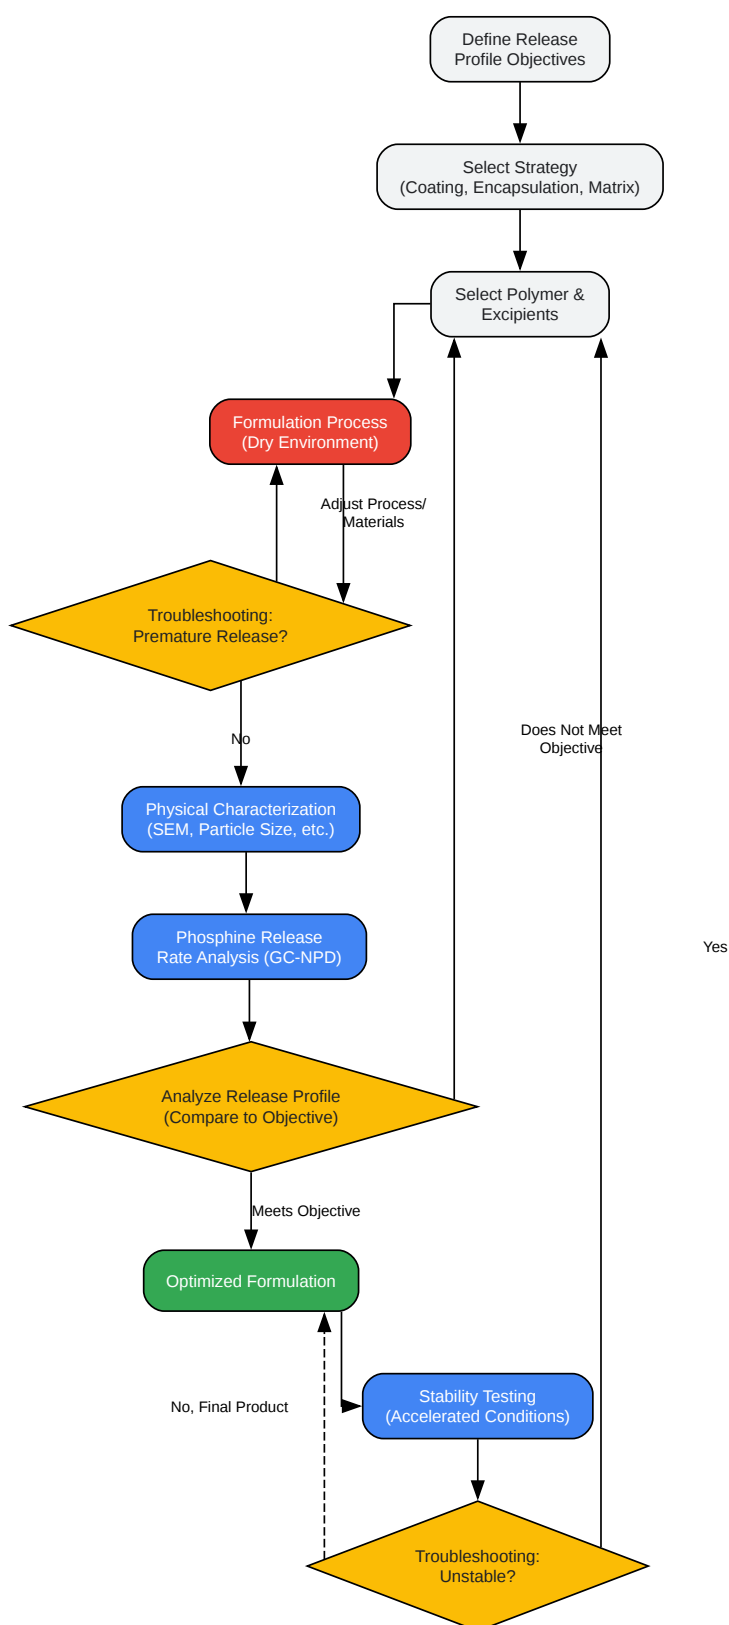 Define Release
Profile Objectives
Select Strategy
(Coating, Encapsulation, Matrix)
Select Polymer &
Excipients
Formulation Process
(Dry Environment)
Adjust Process/
Materials
Troubleshooting:
Premature Release?
Does Not Meet
Objective
No
Physical Characterization
(SEM, Particle Size, etc.)
Phosphine Release
Rate Analysis (GC-NPD)
Yes
Analyze Release Profile
(Compare to Objective)
Meets Objective
Optimized Formulation
Stability Testing
(Accelerated Conditions)
No, Final Product
Troubleshooting:
Unstable?